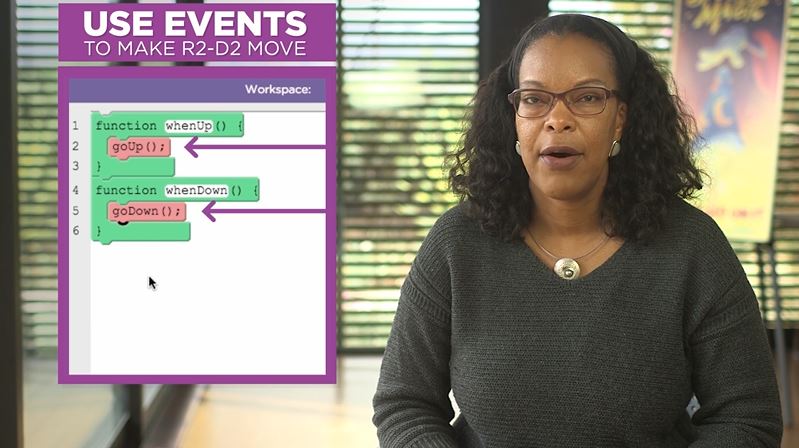 USE EVENTS
TO MAKE R2-D2 MOVE
Workspace:
1 function whenUp() {
2 goUp();
3 }
4 function whenDown() {
5 goDown();
6 }